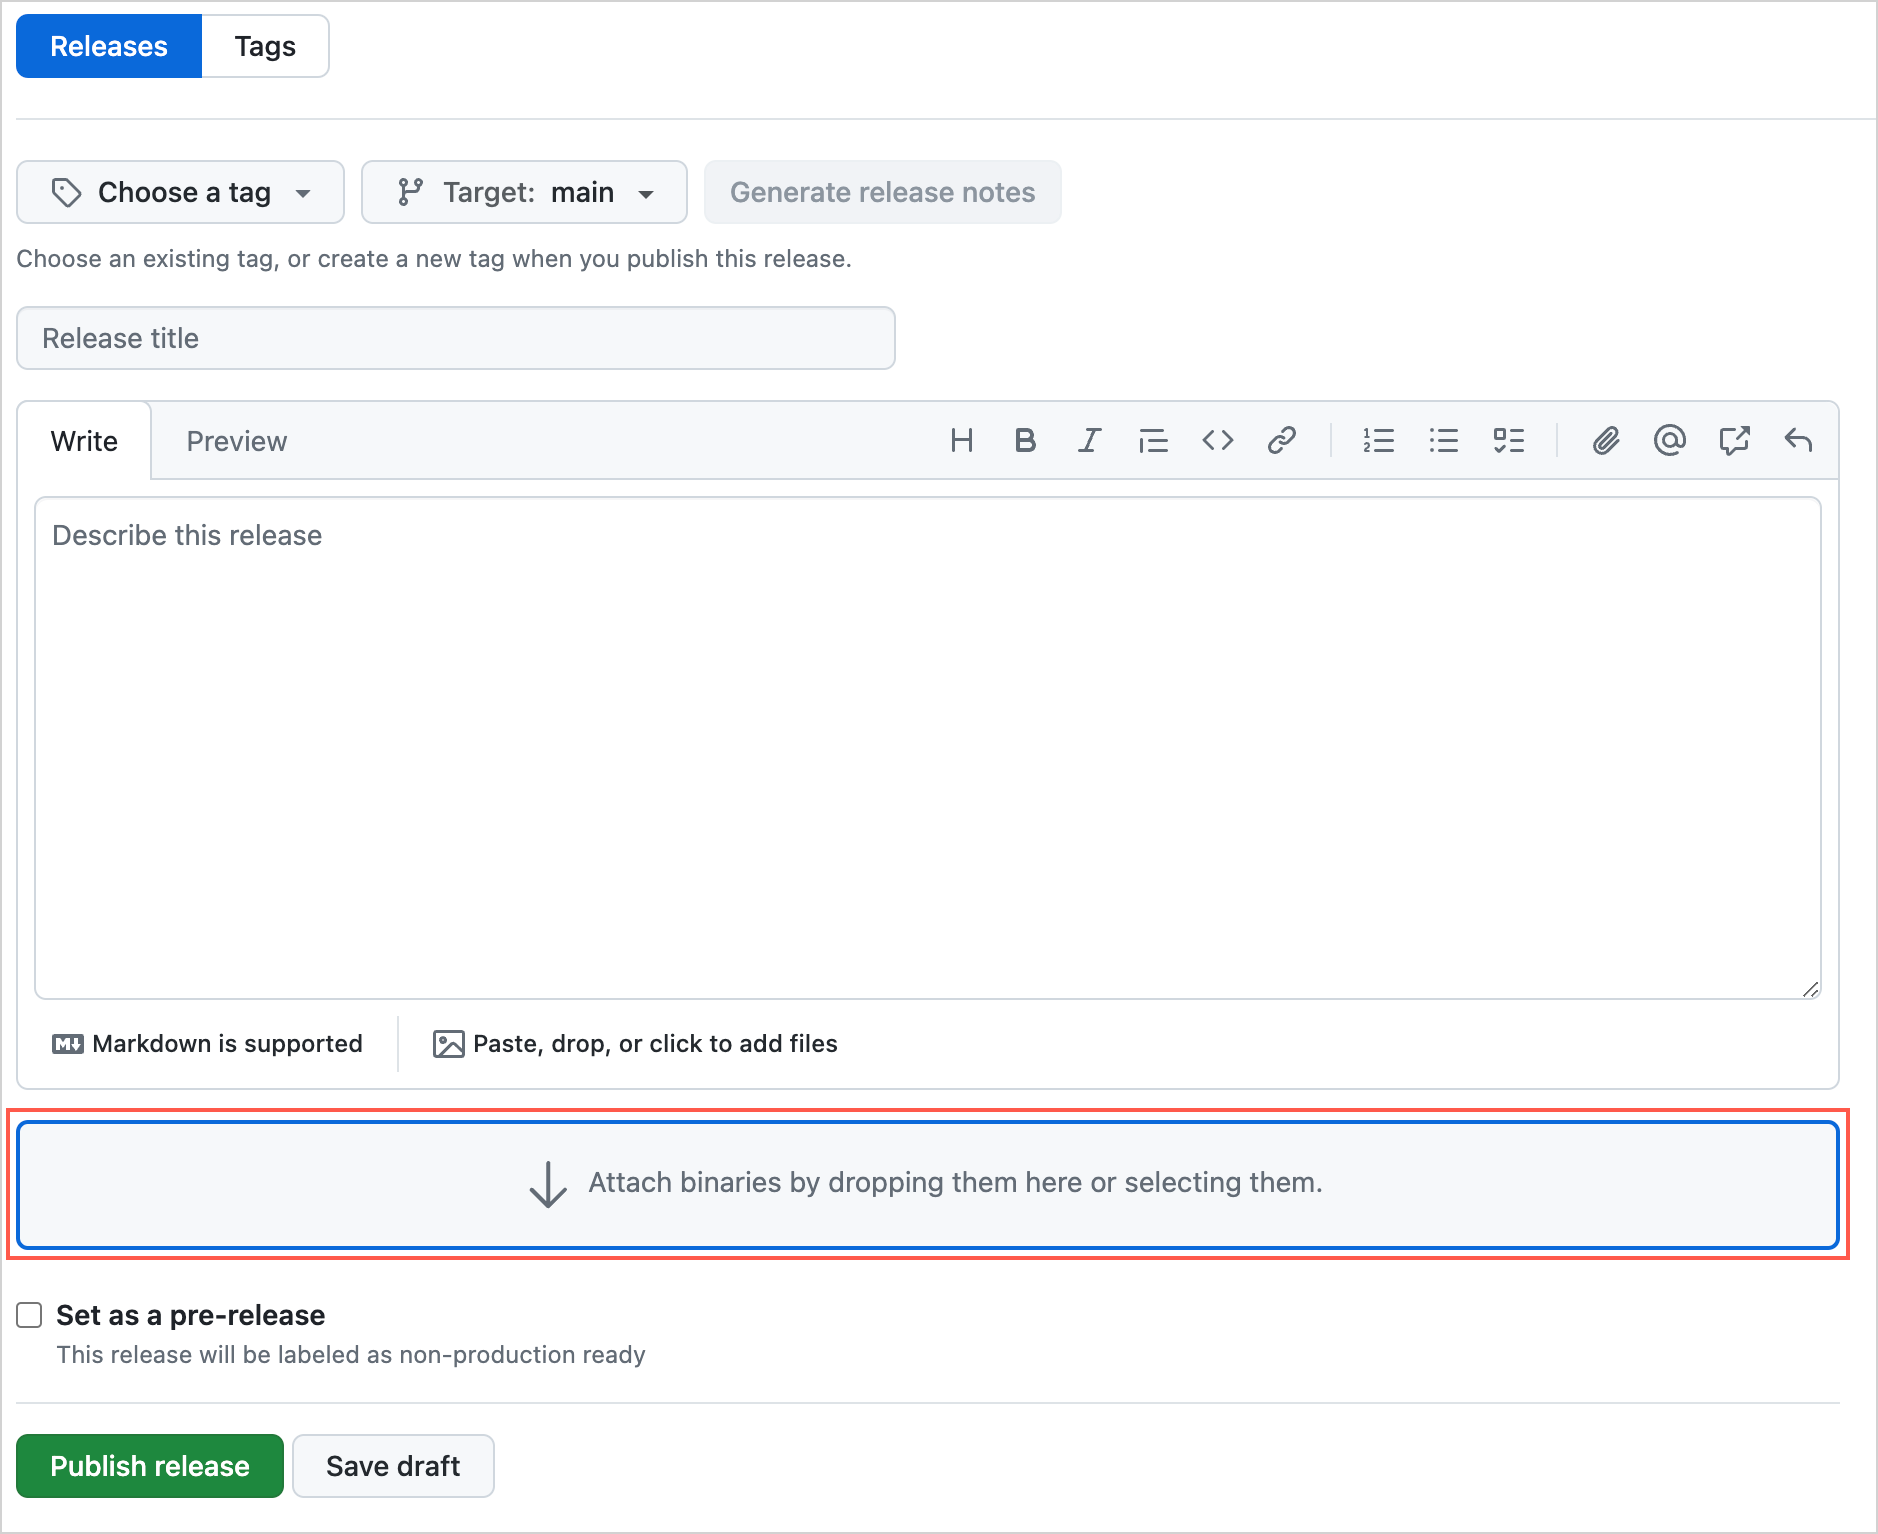 Releases Tags
Choose a tag Target: main Generate release notes
Choose an existing tag, or create a new tag when you publish this release.
Release title
Write Preview
Describe this release
Markdown is supported Paste, drop, or click to add files
Attach binaries by dropping them here or selecting them.
Set as a pre-release
This release will be labeled as non-production ready
Publish release Save draft